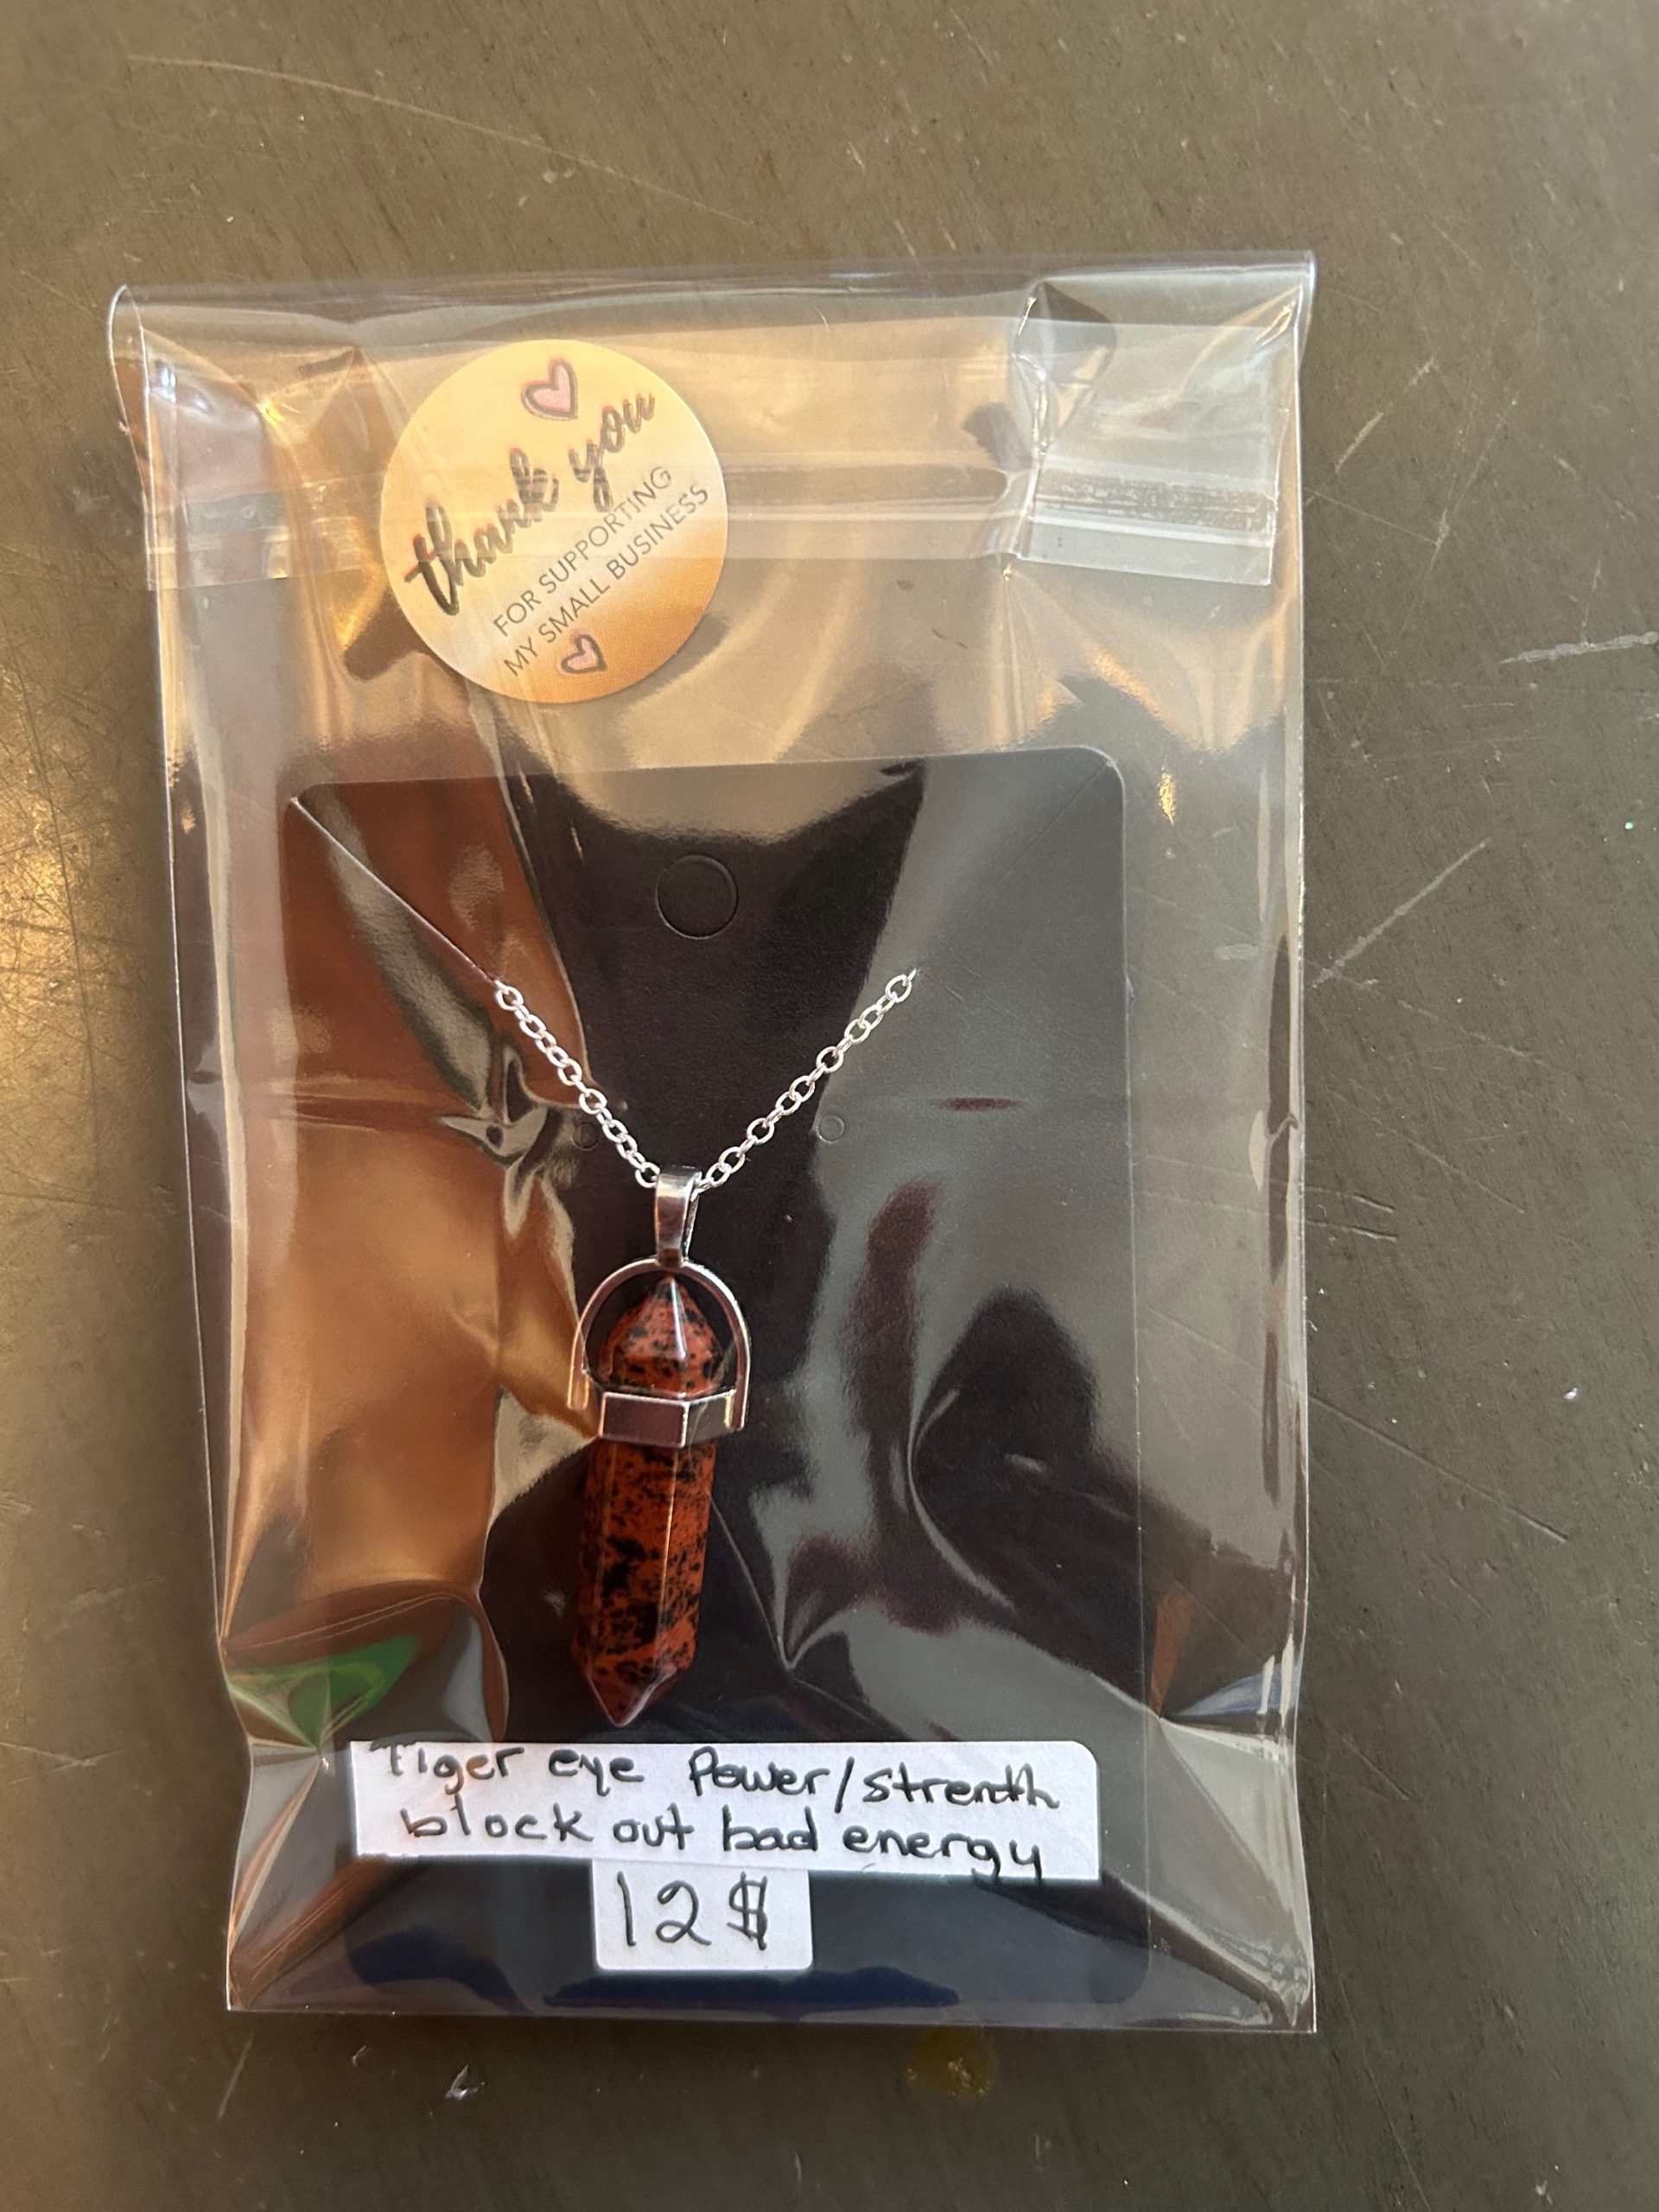 thank you
FOR SUPPORTING
MY SMALL BUSINESS
Tiger eye Power/strenth
block out bad energy
12$